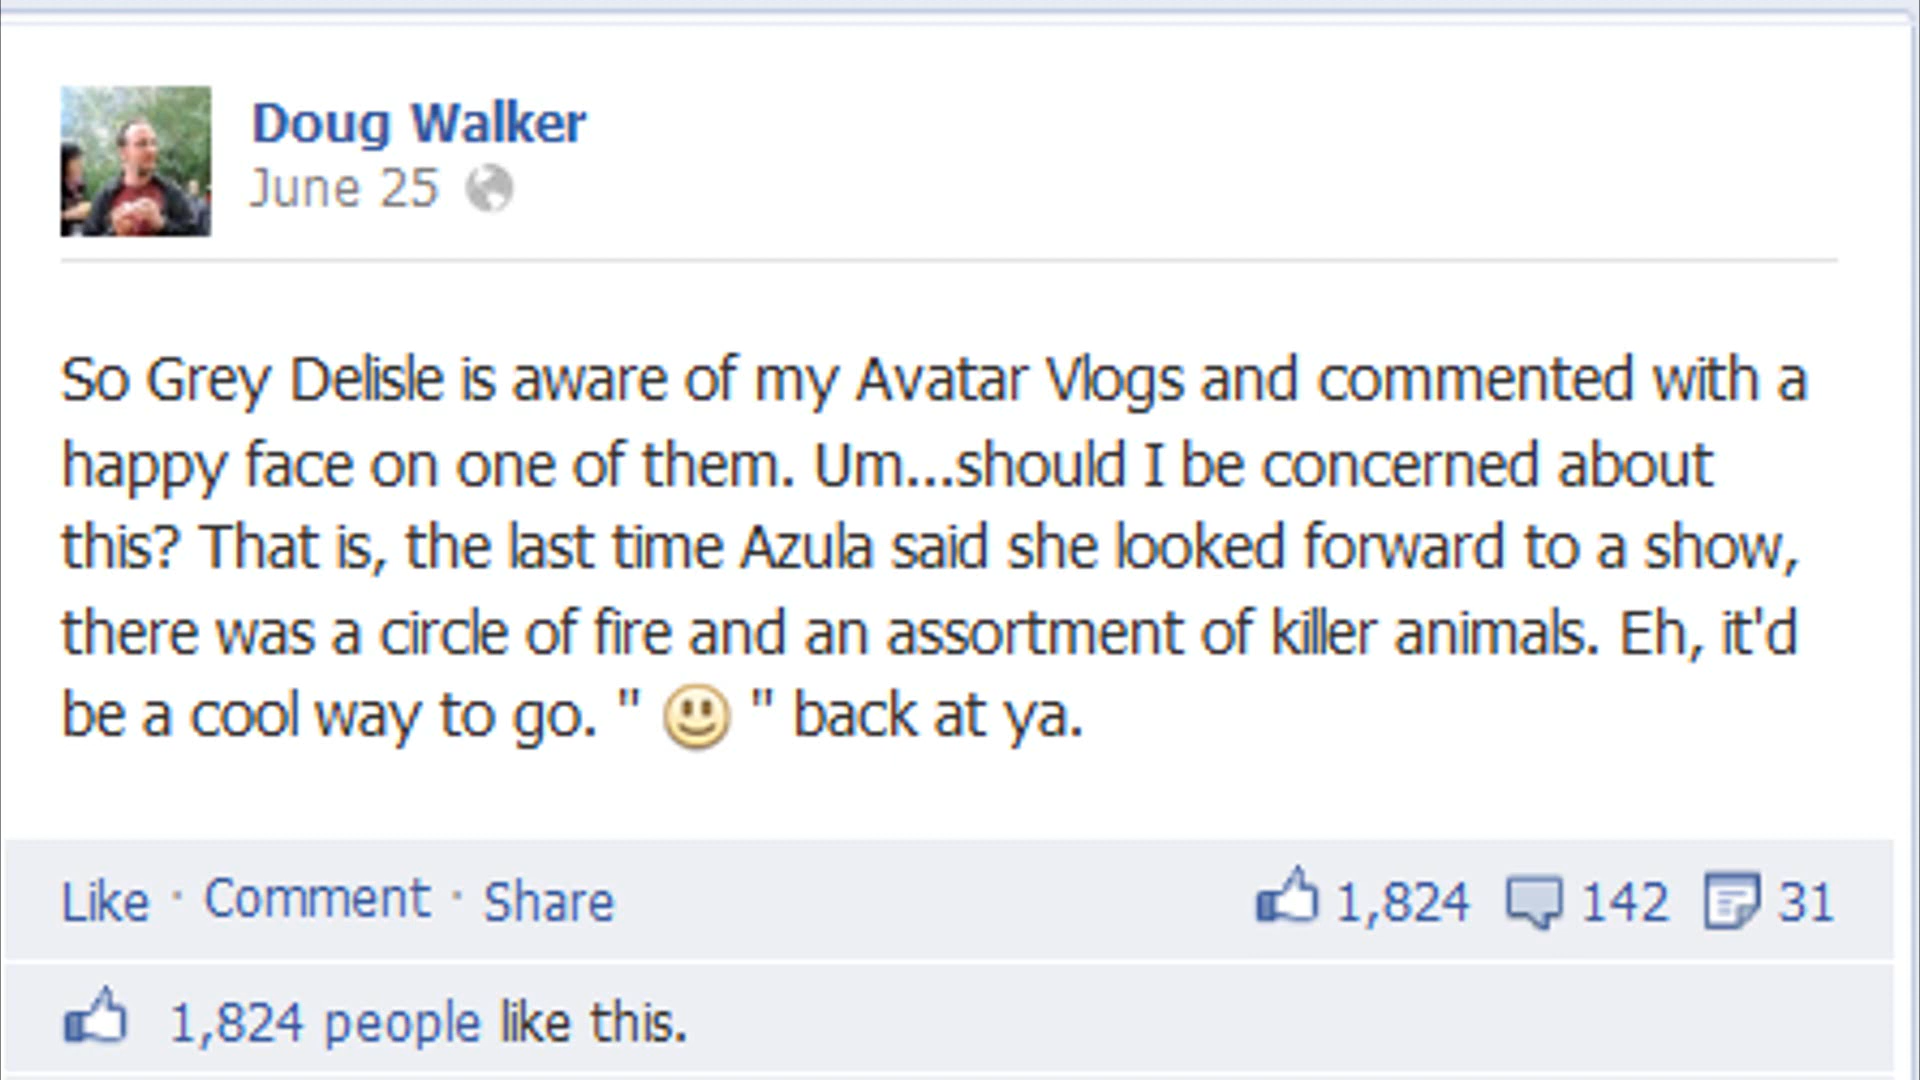 Doug Walker
June 25
So Grey Delisle is aware of my Avatar Vlogs and commented with a
happy face on one of them. Um...should I be concerned about
this? That is, the last time Azula said she looked forward to a show,
there was a circle of fire and an assortment of killer animals. Eh, it'd
be a cool way to go. " 🙂 " back at ya.
Like · Comment · Share 1,824 142 31
1,824 people like this.